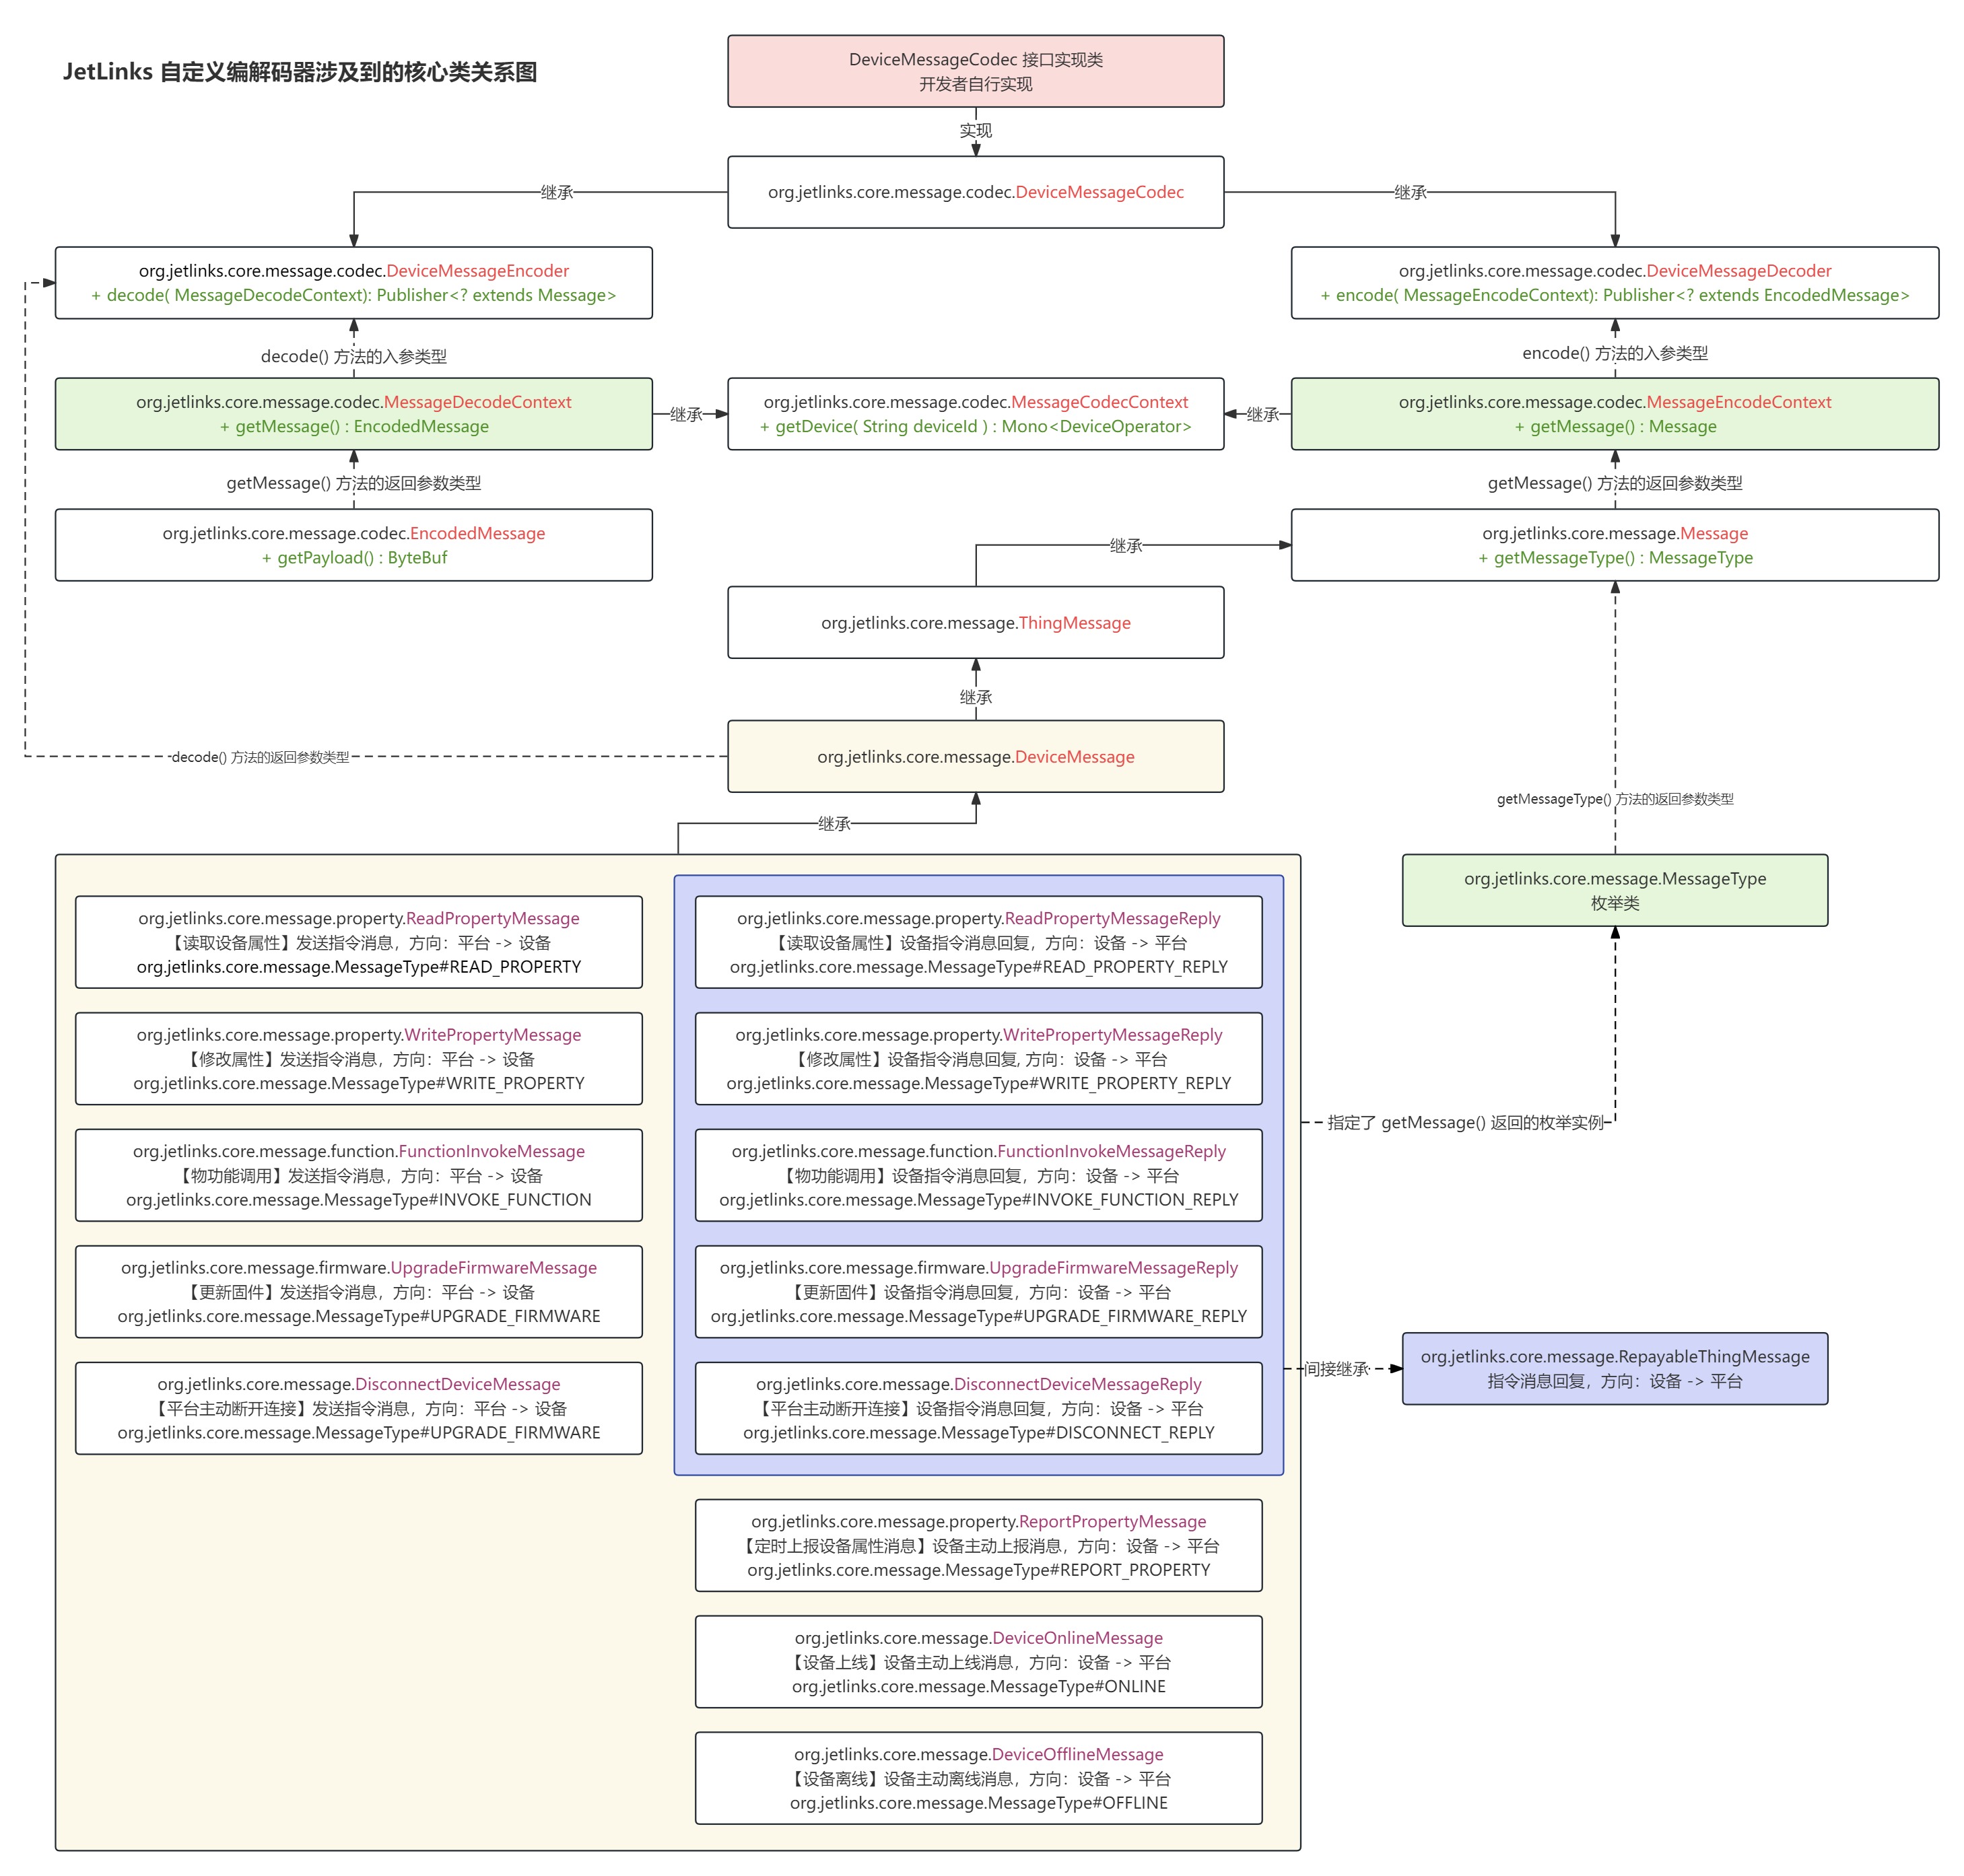 JetLinks 自定义编解码器涉及到的核心类关系图
DeviceMessageCodec 接口实现类
开发者自行实现
实现
org.jetlinks.core.message.codec.DeviceMessageCodec
继承
继承
org.jetlinks.core.message.codec.DeviceMessageEncoder
+ decode( MessageDecodeContext): Publisher<? extends Message>
org.jetlinks.core.message.codec.DeviceMessageDecoder
+ encode( MessageEncodeContext): Publisher<? extends EncodedMessage>
decode() 方法的入参类型
encode() 方法的入参类型
org.jetlinks.core.message.codec.MessageDecodeContext
+ getMessage() : EncodedMessage
继承
org.jetlinks.core.message.codec.MessageCodecContext
+ getDevice( String deviceId ) : Mono<DeviceOperator>
继承
org.jetlinks.core.message.codec.MessageEncodeContext
+ getMessage() : Message
getMessage() 方法的返回参数类型
getMessage() 方法的返回参数类型
org.jetlinks.core.message.codec.EncodedMessage
+ getPayload() : ByteBuf
org.jetlinks.core.message.Message
+ getMessageType() : MessageType
继承
org.jetlinks.core.message.ThingMessage
继承
org.jetlinks.core.message.DeviceMessage
decode() 方法的返回参数类型
getMessageType() 方法的返回参数类型
继承
org.jetlinks.core.message.MessageType
枚举类
org.jetlinks.core.message.property.ReadPropertyMessage
【读取设备属性】发送指令消息，方向：平台 -> 设备
org.jetlinks.core.message.MessageType#READ_PROPERTY
org.jetlinks.core.message.property.ReadPropertyMessageReply
【读取设备属性】设备指令消息回复，方向：设备 -> 平台
org.jetlinks.core.message.MessageType#READ_PROPERTY_REPLY
org.jetlinks.core.message.property.WritePropertyMessage
【修改属性】发送指令消息，方向：平台 -> 设备
org.jetlinks.core.message.MessageType#WRITE_PROPERTY
org.jetlinks.core.message.property.WritePropertyMessageReply
【修改属性】设备指令消息回复, 方向：设备 -> 平台
org.jetlinks.core.message.MessageType#WRITE_PROPERTY_REPLY
指定了 getMessage() 返回的枚举实例
org.jetlinks.core.message.function.FunctionInvokeMessage
【物功能调用】发送指令消息，方向：平台 -> 设备
org.jetlinks.core.message.MessageType#INVOKE_FUNCTION
org.jetlinks.core.message.function.FunctionInvokeMessageReply
【物功能调用】设备指令消息回复，方向：设备 -> 平台
org.jetlinks.core.message.MessageType#INVOKE_FUNCTION_REPLY
org.jetlinks.core.message.firmware.UpgradeFirmwareMessage
【更新固件】发送指令消息，方向：平台 -> 设备
org.jetlinks.core.message.MessageType#UPGRADE_FIRMWARE
org.jetlinks.core.message.firmware.UpgradeFirmwareMessageReply
【更新固件】设备指令消息回复，方向：设备 -> 平台
org.jetlinks.core.message.MessageType#UPGRADE_FIRMWARE_REPLY
org.jetlinks.core.message.DisconnectDeviceMessage
【平台主动断开连接】发送指令消息，方向：平台 -> 设备
org.jetlinks.core.message.MessageType#UPGRADE_FIRMWARE
org.jetlinks.core.message.DisconnectDeviceMessageReply
【平台主动断开连接】设备指令消息回复，方向：设备 -> 平台
org.jetlinks.core.message.MessageType#DISCONNECT_REPLY
间接继承
org.jetlinks.core.message.RepayableThingMessage
指令消息回复，方向：设备 -> 平台
org.jetlinks.core.message.property.ReportPropertyMessage
【定时上报设备属性消息】设备主动上报消息，方向：设备 -> 平台
org.jetlinks.core.message.MessageType#REPORT_PROPERTY
org.jetlinks.core.message.DeviceOnlineMessage
【设备上线】设备主动上线消息，方向：设备 -> 平台
org.jetlinks.core.message.MessageType#ONLINE
org.jetlinks.core.message.DeviceOfflineMessage
【设备离线】设备主动离线消息，方向：设备 -> 平台
org.jetlinks.core.message.MessageType#OFFLINE